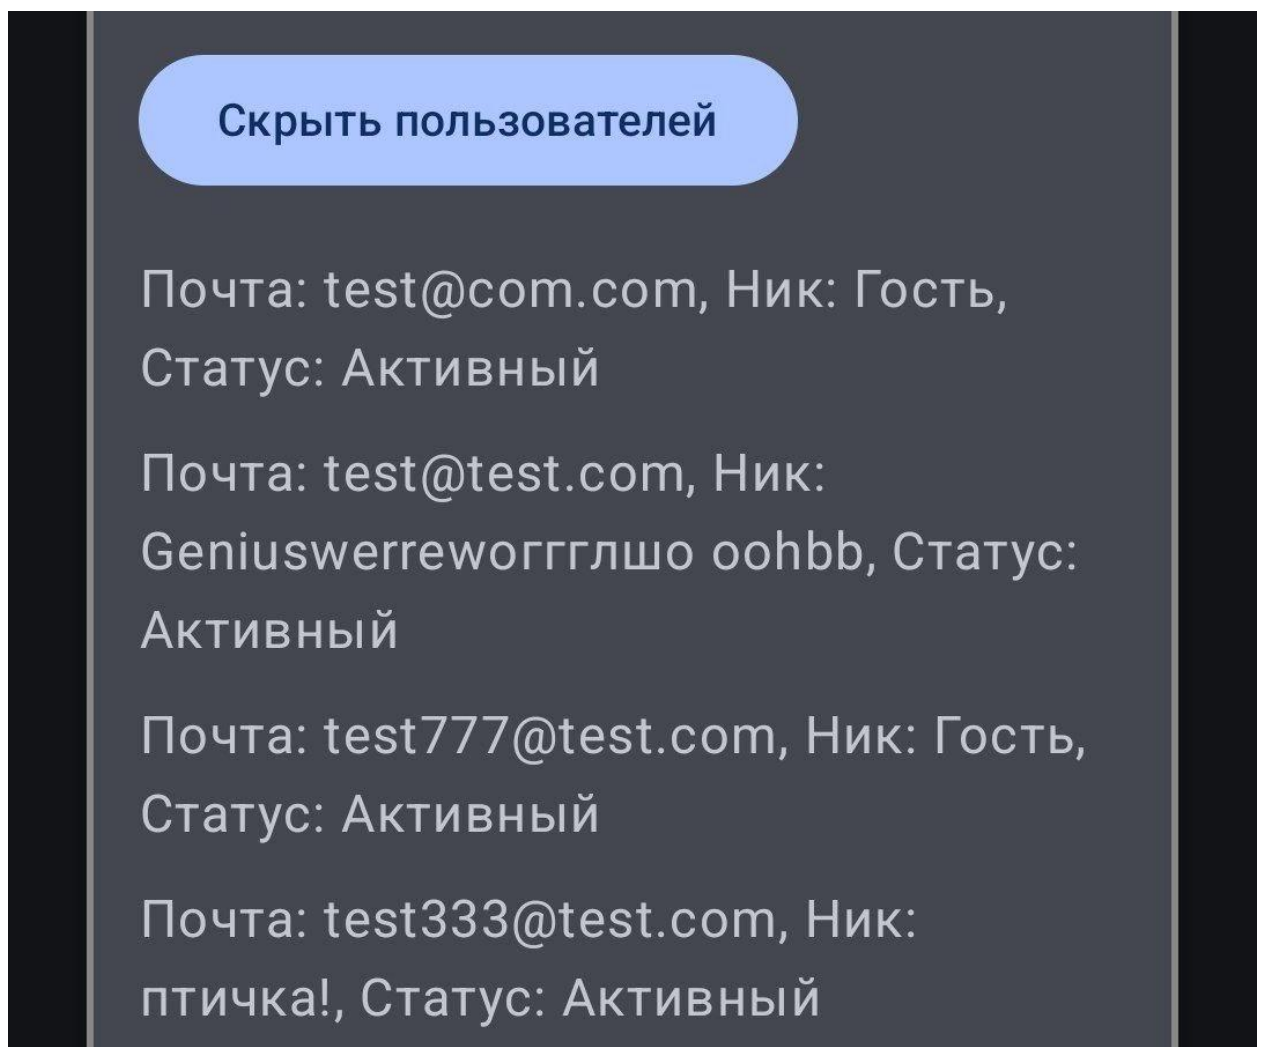 Скрыть пользователей
Почта: test@com.com, Ник: Гость,
Статус: Активный
Почта: test@test.com, Ник:
Geniuswerrewoггглшо oohbb, Статус:
Активный
Почта: test777@test.com, Ник: Гость,
Статус: Активный
Почта: test333@test.com, Ник:
птичка!, Статус: Активный